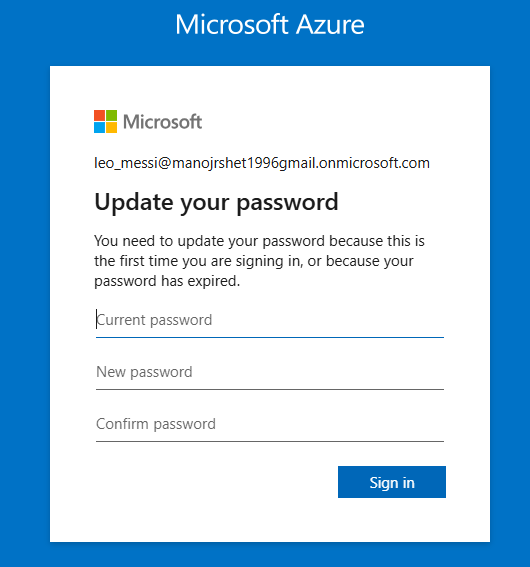 Microsoft Azure
Microsoft
leo_messi@manojrshet1996gmail.onmicrosoft.com
Update your password
You need to update your password because this is
the first time you are signing in, or because your
password has expired.
Current password
New password
Confirm password
Sign in